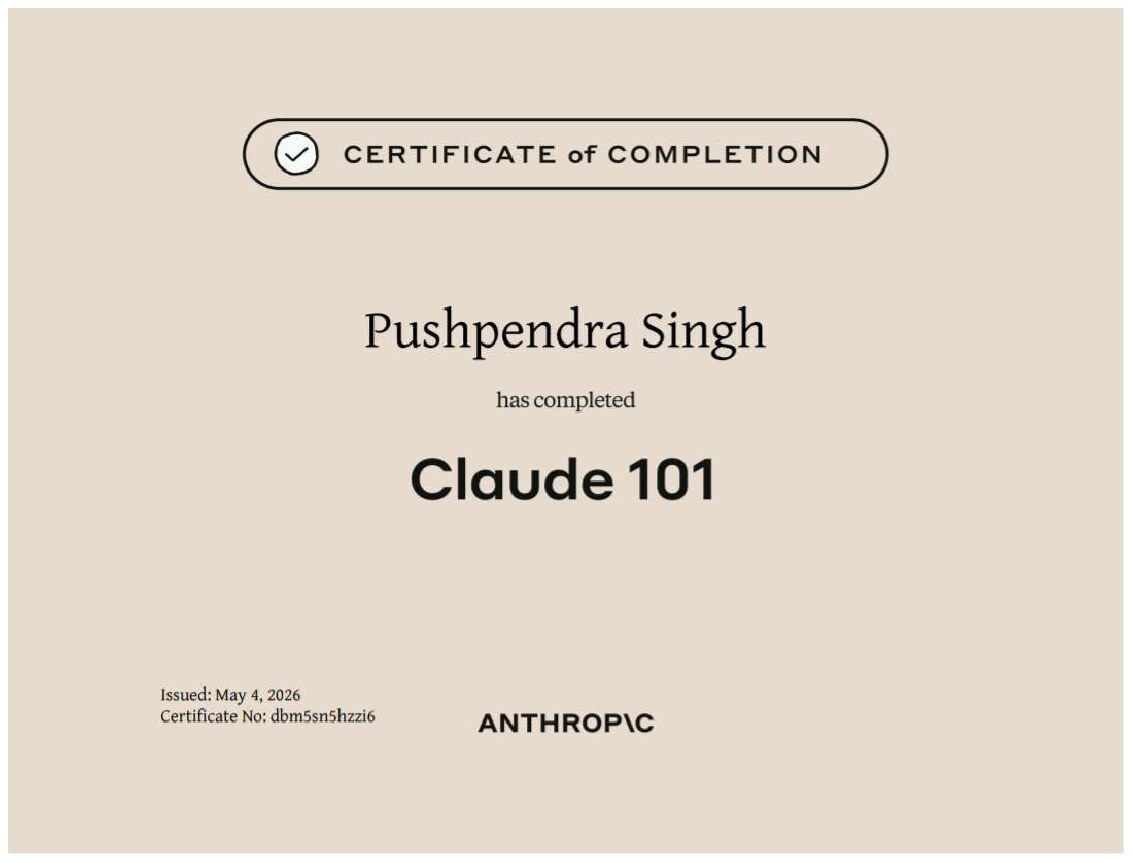 CERTIFICATE of COMPLETION
Pushpendra Singh
has completed
Claude 101
Issued: May 4, 2026
Certificate No: dbm5sn5hzzi6
ANTHROP\C